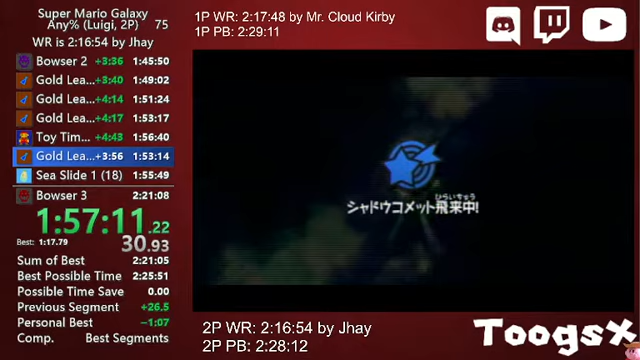 Super Mario Galaxy
Any% (Luigi, 2P) 75
WR is 2:16:54 by Jhay
Bowser 2 +3:36 1:45:50
Gold Lea... +3:40 1:49:02
Gold Lea... +4:14 1:51:24
Gold Lea... +4:17 1:53:17
Toy Tim... +4:43 1:56:40
Gold Lea... +3:56 1:53:14
Sea Slide 1 (18) 1:55:49
Bowser 3 2:21:08
1:57:11.22
Best: 1:17.79 30.93
Sum of Best 2:21:05
Best Possible Time 2:25:51
Possible Time Save 0.00
Previous Segment +26.5
Personal Best -1:07
Comp. Best Segments
1P WR: 2:17:48 by Mr. Cloud Kirby
1P PB: 2:29:11
ひらいちゅう
シャドウコメット飛来中!
2P WR: 2:16:54 by Jhay
2P PB: 2:28:12
ToogsX